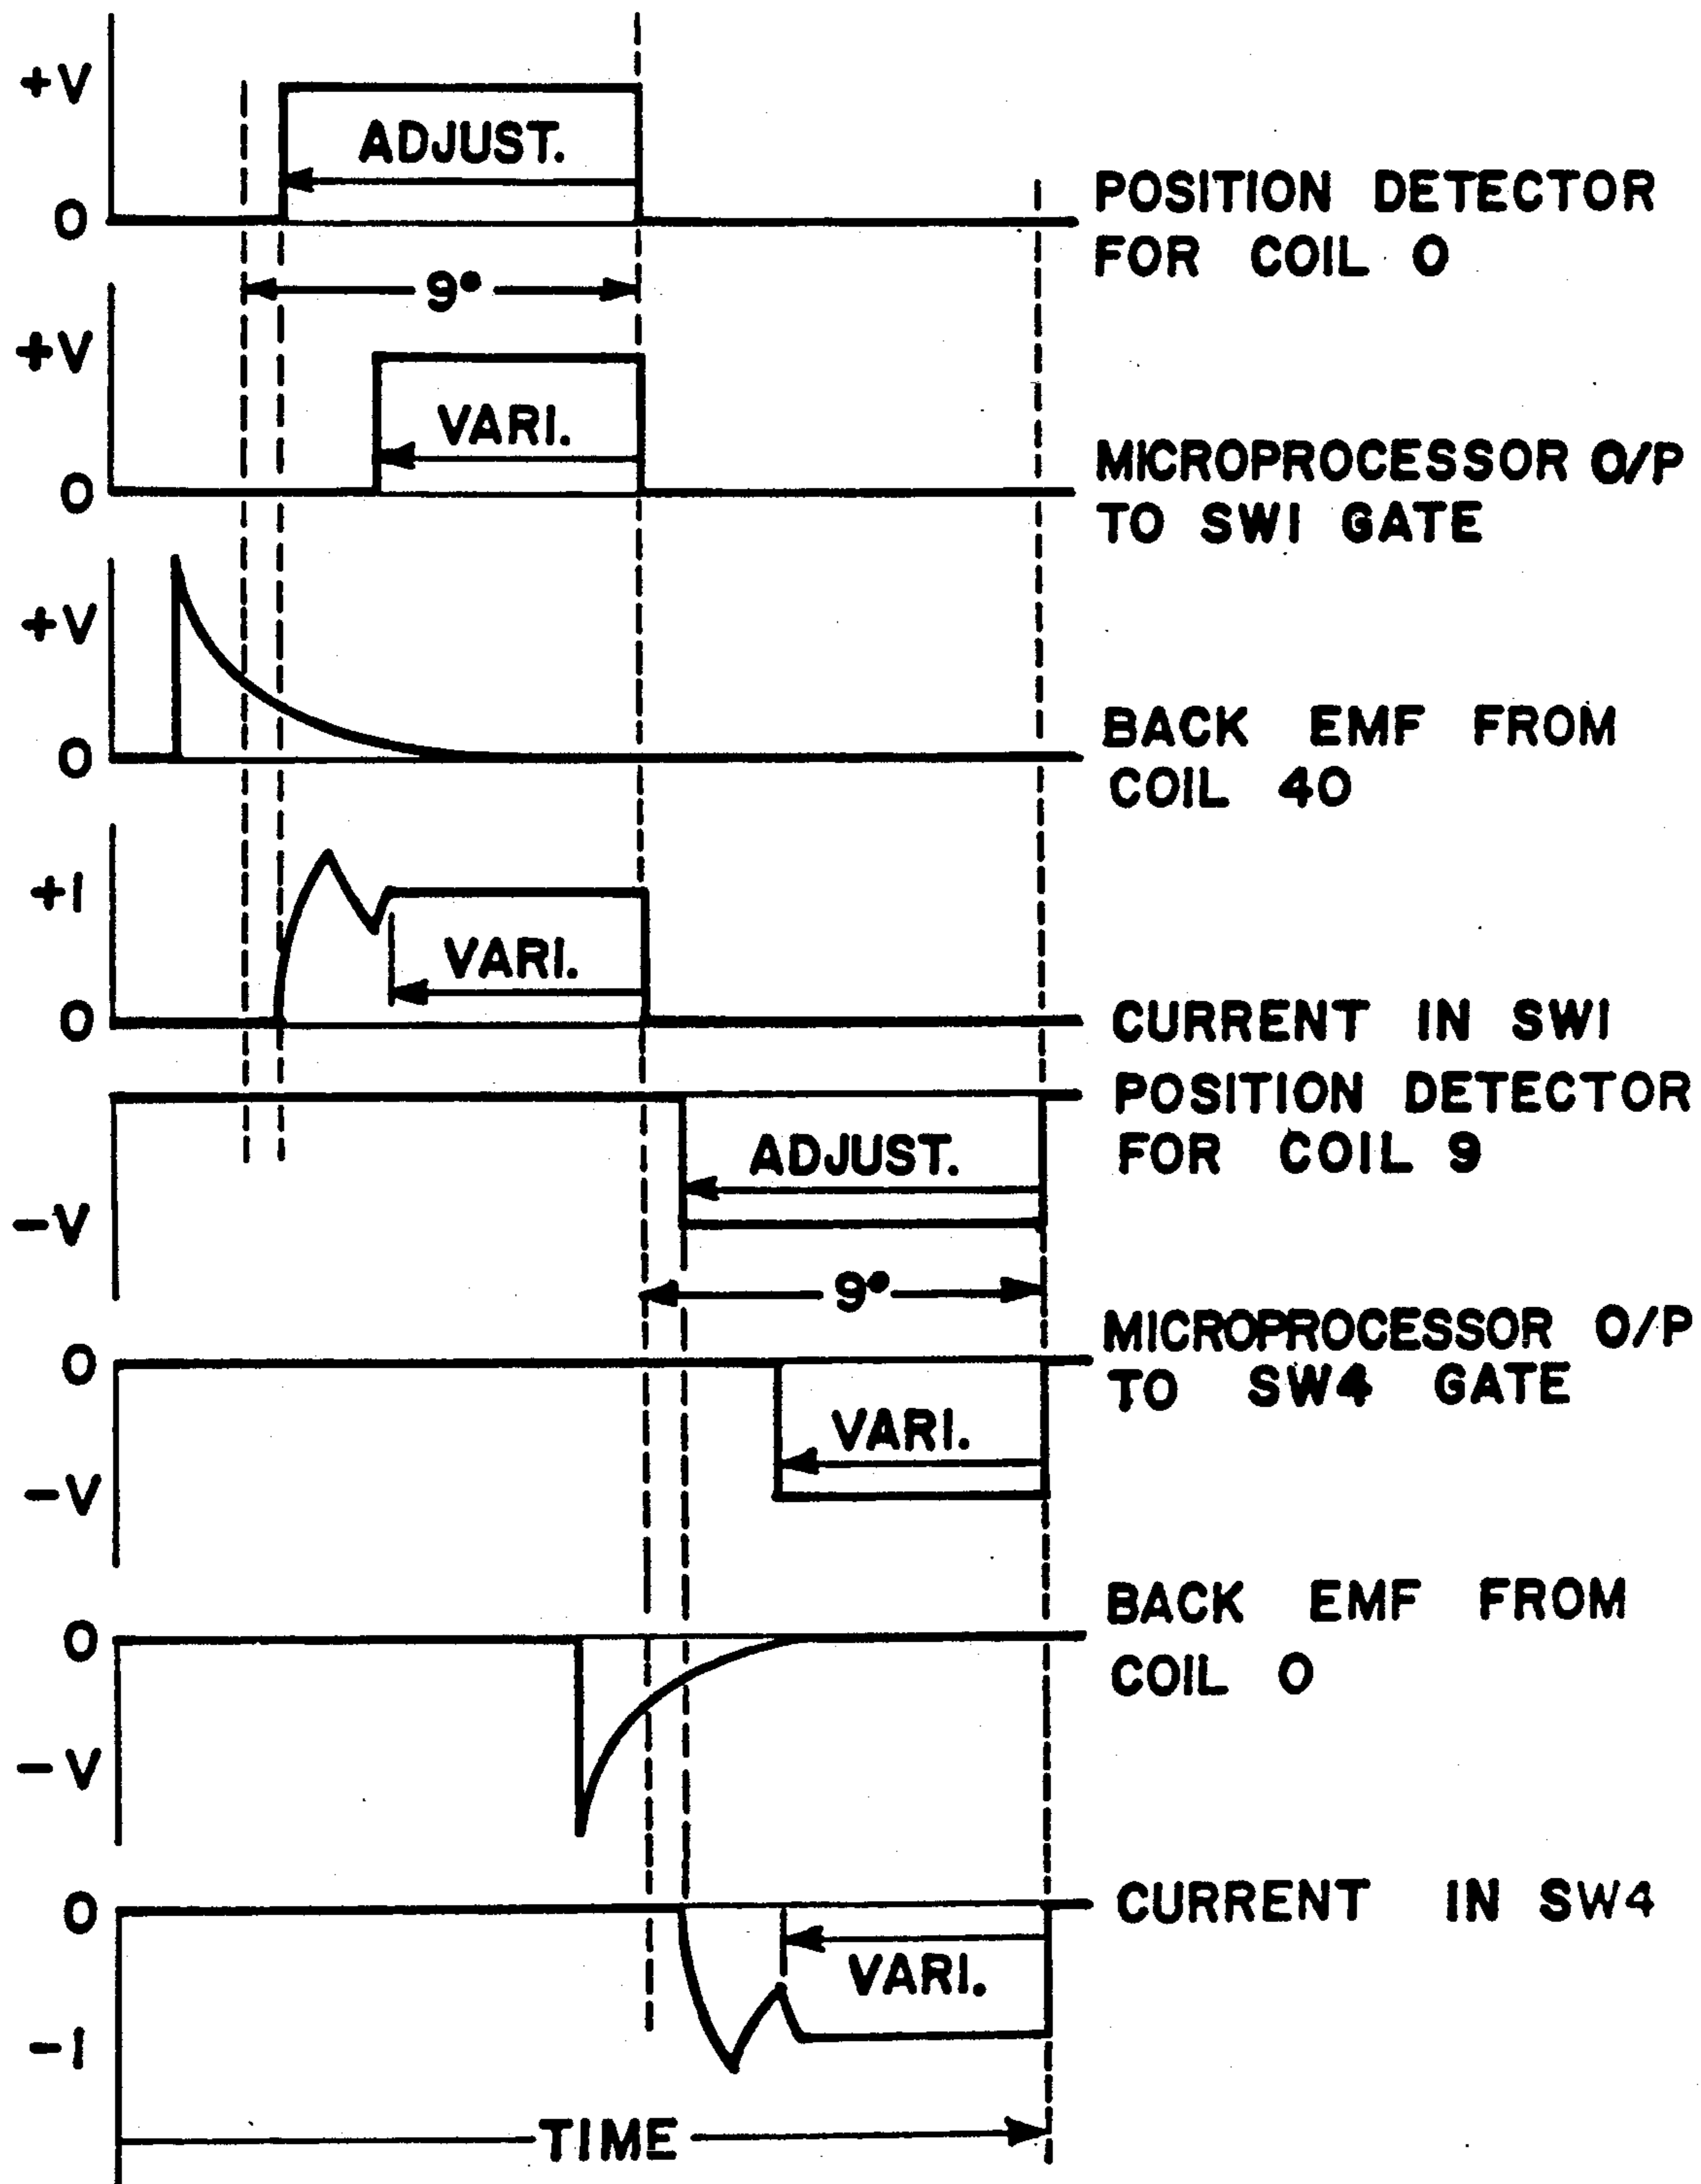 +V
ADJUST.
0
POSITION DETECTOR
FOR COIL 0
9°
+V
VARI.
0
MICROPROCESSOR O/P
TO SW1 GATE
+V
0
BACK EMF FROM
COIL 40
+I
VARI.
0
CURRENT IN SW1
POSITION DETECTOR
FOR COIL 9
ADJUST.
-V
9°
0
MICROPROCESSOR O/P
TO SW4 GATE
VARI.
-V
0
BACK EMF FROM
COIL 0
-V
0
CURRENT IN SW4
VARI.
-I
TIME